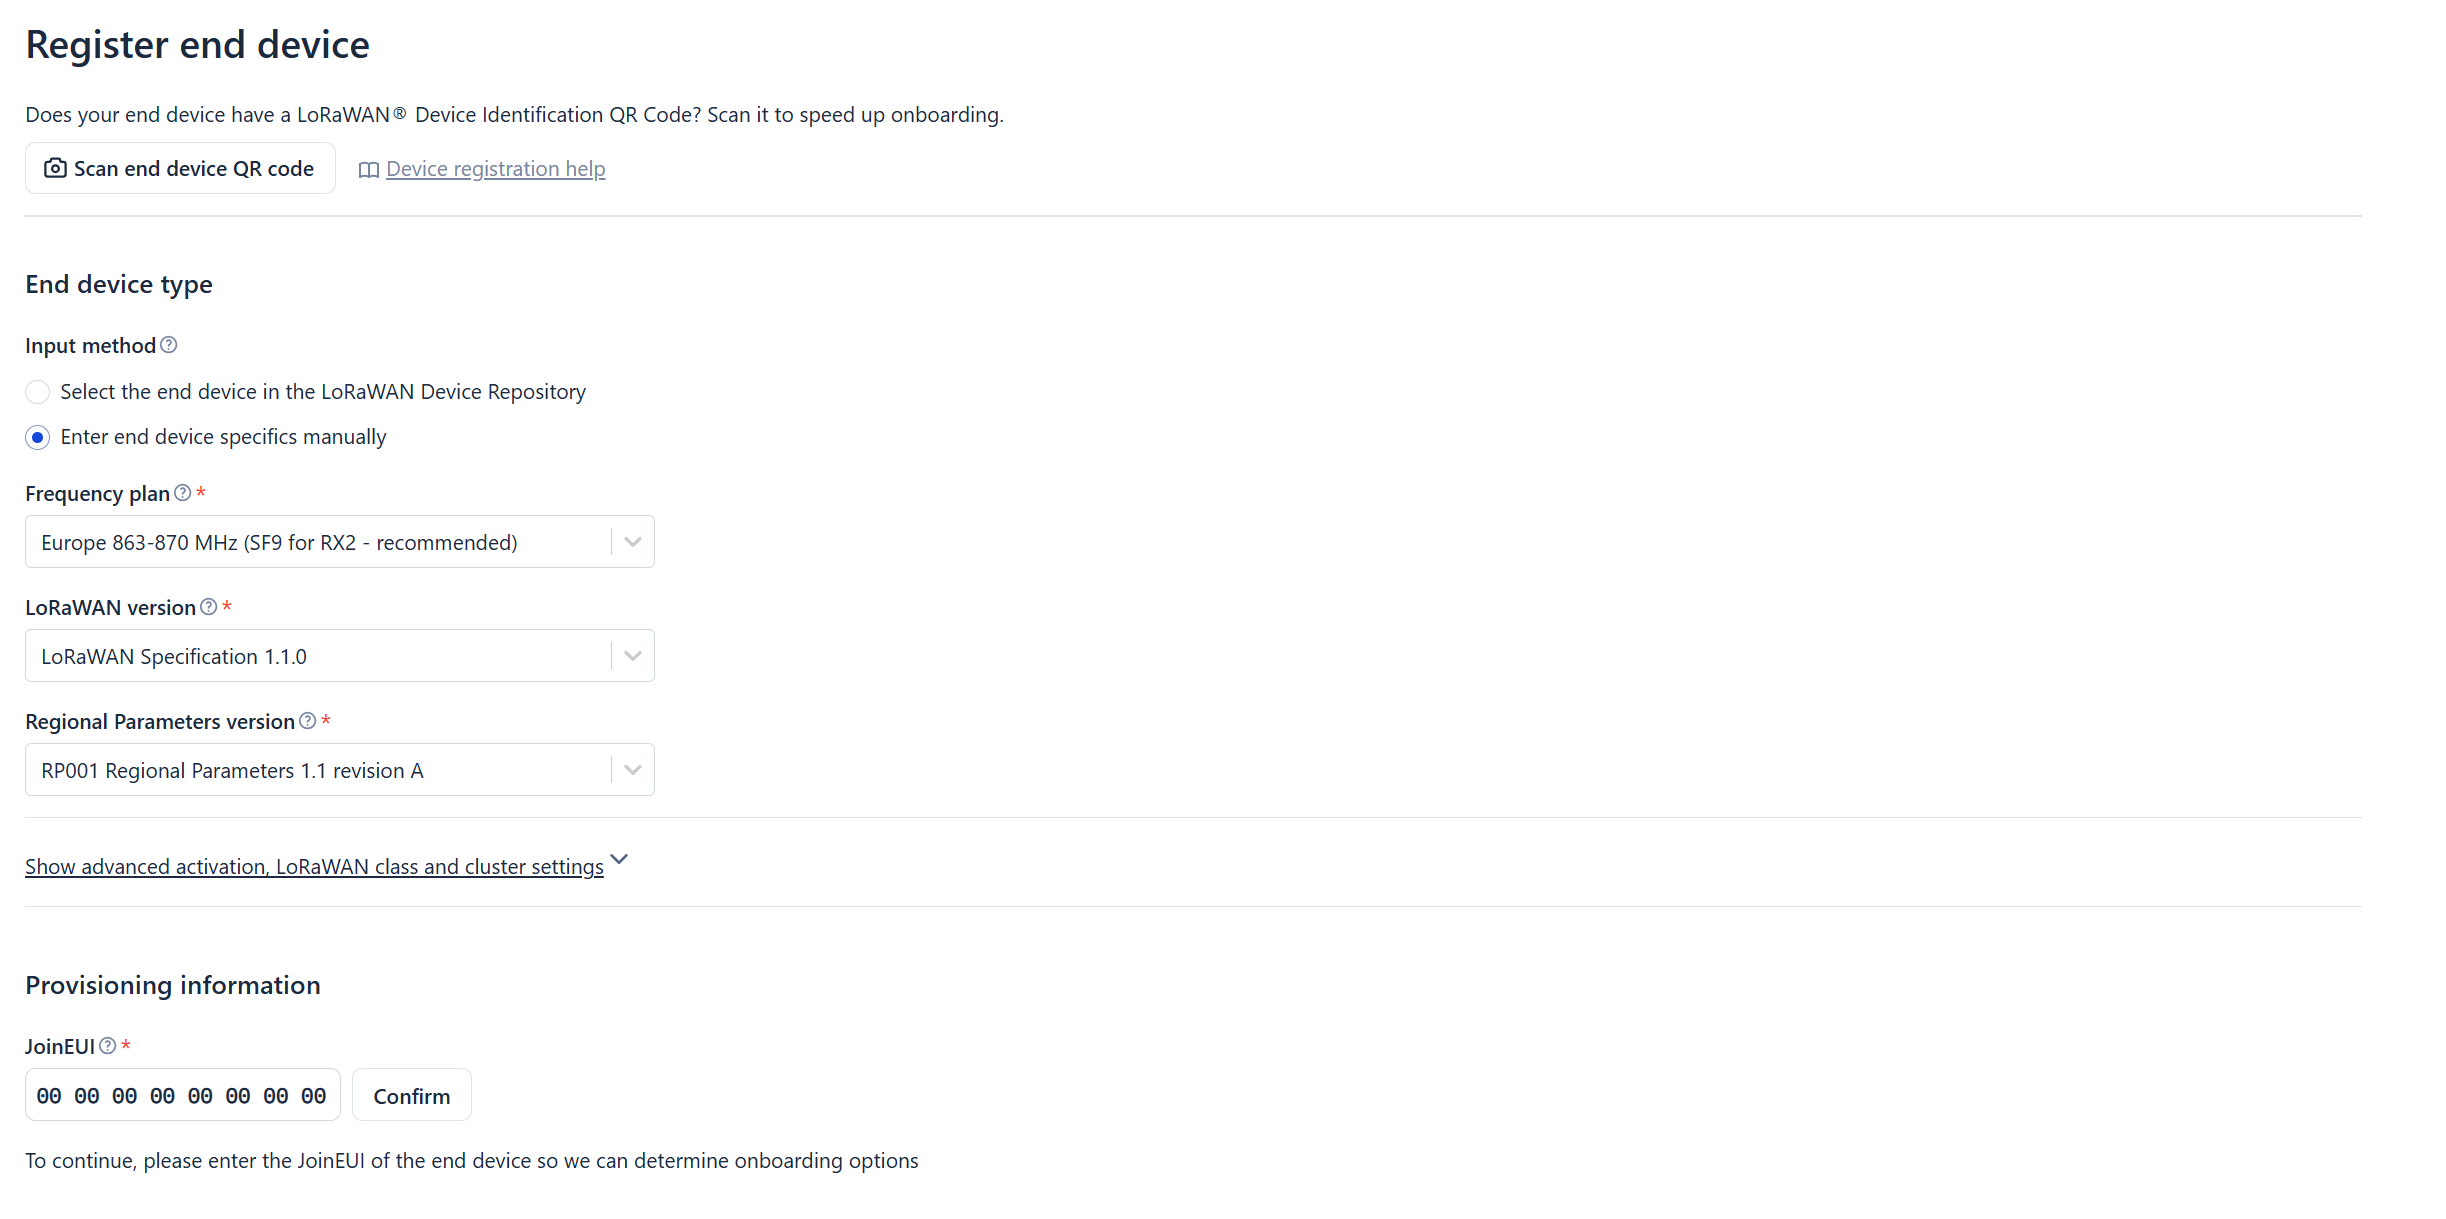 Register end device
Does your end device have a LoRaWAN® Device Identification QR Code? Scan it to speed up onboarding.
Scan end device QR code Device registration help
End device type
Input method
Select the end device in the LoRaWAN Device Repository
Enter end device specifics manually
Frequency plan *
Europe 863-870 MHz (SF9 for RX2 - recommended)
LoRaWAN version *
LoRaWAN Specification 1.1.0
Regional Parameters version *
RP001 Regional Parameters 1.1 revision A
Show advanced activation, LoRaWAN class and cluster settings
Provisioning information
JoinEUI *
00 00 00 00 00 00 00 00 Confirm
To continue, please enter the JoinEUI of the end device so we can determine onboarding options